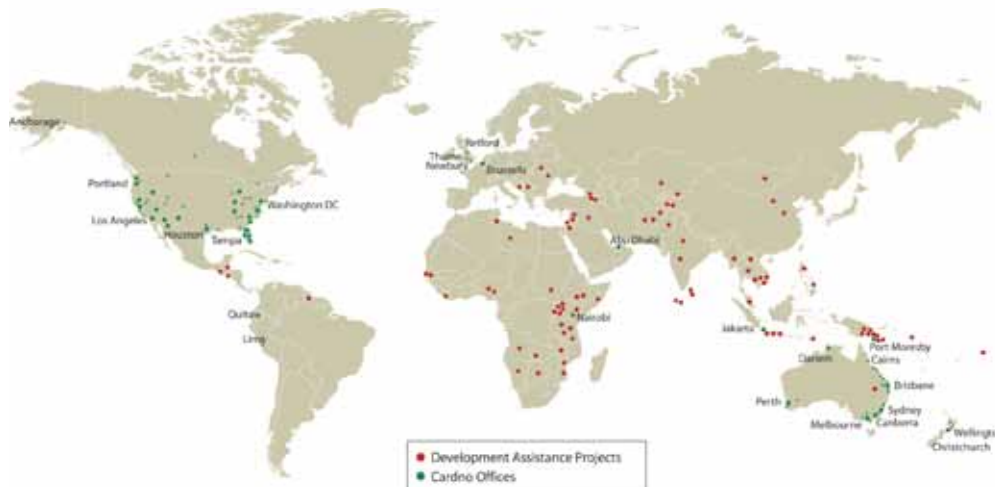 Anchorage
Portland
Los Angeles
Houston
Tampa
Washington DC
Quito
Lima
Retford
Thame
Newbury
Brussels
Abu Dhabi
Nairobi
Jakarta
Port Moresby
Darwin
Cairns
Brisbane
Perth
Sydney
Canberra
Melbourne
Wellington
Christchurch
Development Assistance Projects
Cardno Offices